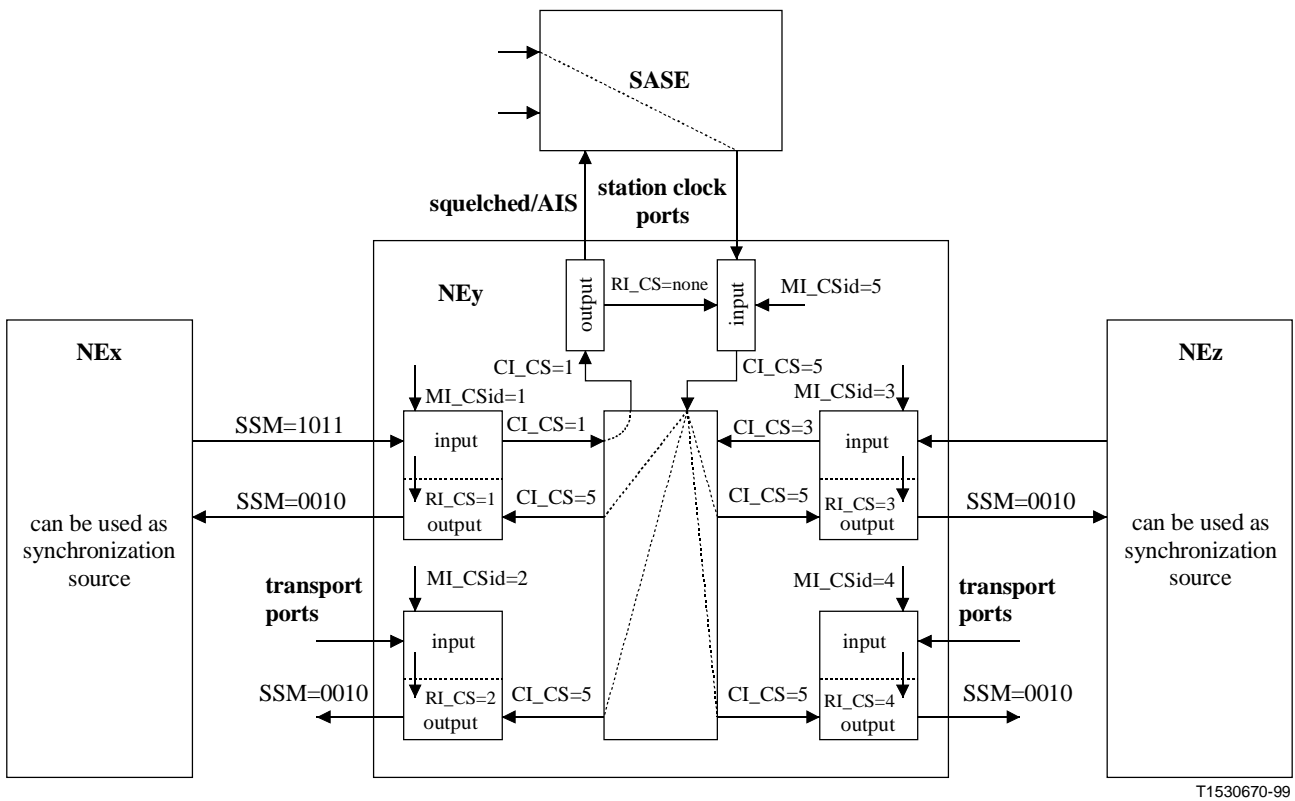 SASE
squelched/AIS
station clock
ports
NEy
output
RI_CS=none
input
MI_CSid=5
NEx
NEz
CI_CS=1
CI_CS=5
MI_CSid=1
MI_CSid=3
SSM=1011
input
CI_CS=1
CI_CS=3
input
SSM=0010
RI_CS=1
output
CI_CS=5
CI_CS=5
RI_CS=3
output
SSM=0010
can be used as
synchronization
source
can be used as
synchronization
source
transport
ports
MI_CSid=2
MI_CSid=4
transport
ports
input
input
SSM=0010
RI_CS=2
output
CI_CS=5
CI_CS=5
RI_CS=4
output
SSM=0010
T1530670-99